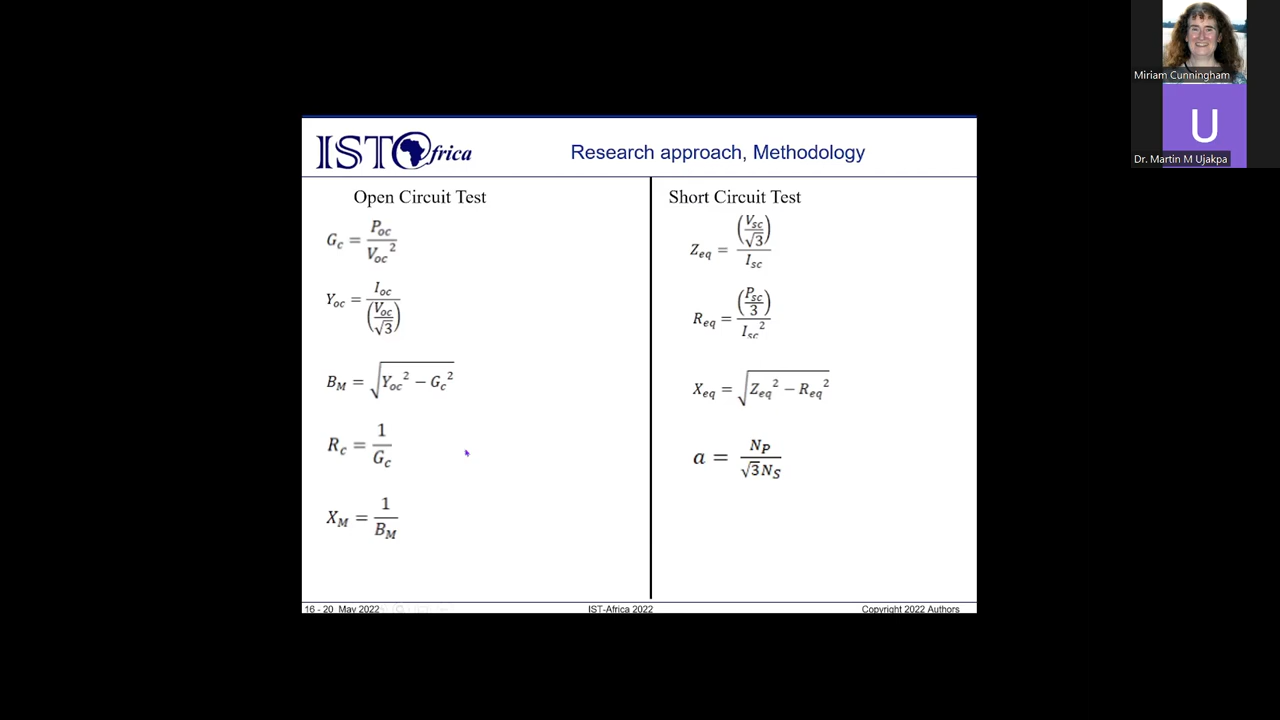 Miriam Cunningham
U
Dr. Martin M Ujakpa
ISTAfrica
Research approach, Methodology
Open Circuit Test
G_c = P_oc / V_oc^2
Y_oc = I_oc / (V_oc / √3)
B_M = √(Y_oc^2 − G_c^2)
R_c = 1 / G_c
X_M = 1 / B_M
Short Circuit Test
Z_eq = (V_sc / √3) / I_sc
R_eq = (P_sc / 3) / I_sc^2
X_eq = √(Z_eq^2 − R_eq^2)
a = N_P / √3 N_S
16 - 20 May 2022
IST-Africa 2022
Copyright 2022 Authors